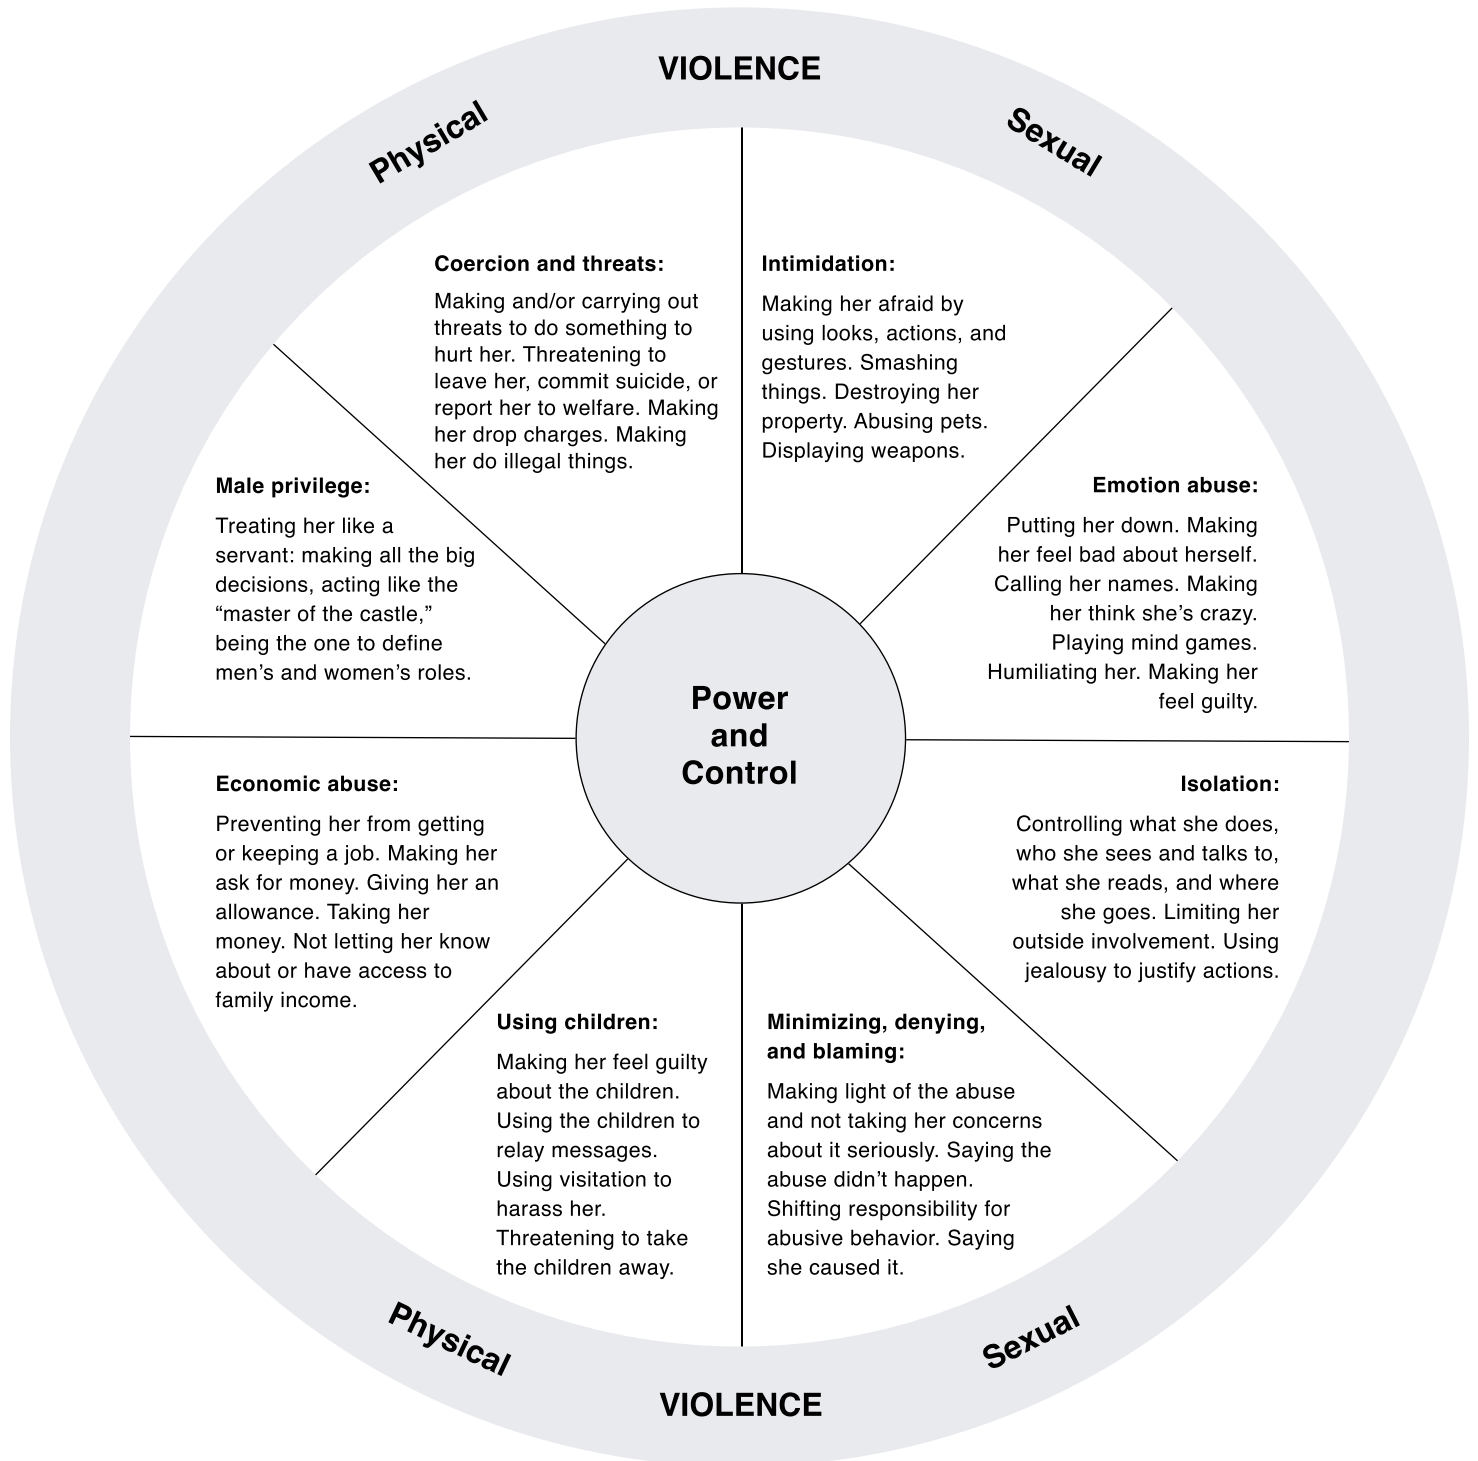 VIOLENCE
Physical
Sexual
Coercion and threats:
Making and/or carrying out
threats to do something to
hurt her. Threatening to
leave her, commit suicide, or
report her to welfare. Making
her drop charges. Making
her do illegal things.
Intimidation:
Making her afraid by
using looks, actions, and
gestures. Smashing
things. Destroying her
property. Abusing pets.
Displaying weapons.
Male privilege:
Treating her like a
servant: making all the big
decisions, acting like the
“master of the castle,”
being the one to define
men’s and women’s roles.
Emotion abuse:
Putting her down. Making
her feel bad about herself.
Calling her names. Making
her think she’s crazy.
Playing mind games.
Humiliating her. Making her
feel guilty.
Power
and
Control
Economic abuse:
Preventing her from getting
or keeping a job. Making her
ask for money. Giving her an
allowance. Taking her
money. Not letting her know
about or have access to
family income.
Isolation:
Controlling what she does,
who she sees and talks to,
what she reads, and where
she goes. Limiting her
outside involvement. Using
jealousy to justify actions.
Using children:
Making her feel guilty
about the children.
Using the children to
relay messages.
Using visitation to
harass her.
Threatening to take
the children away.
Minimizing, denying,
and blaming:
Making light of the abuse
and not taking her concerns
about it seriously. Saying the
abuse didn’t happen.
Shifting responsibility for
abusive behavior. Saying
she caused it.
Physical
Sexual
VIOLENCE